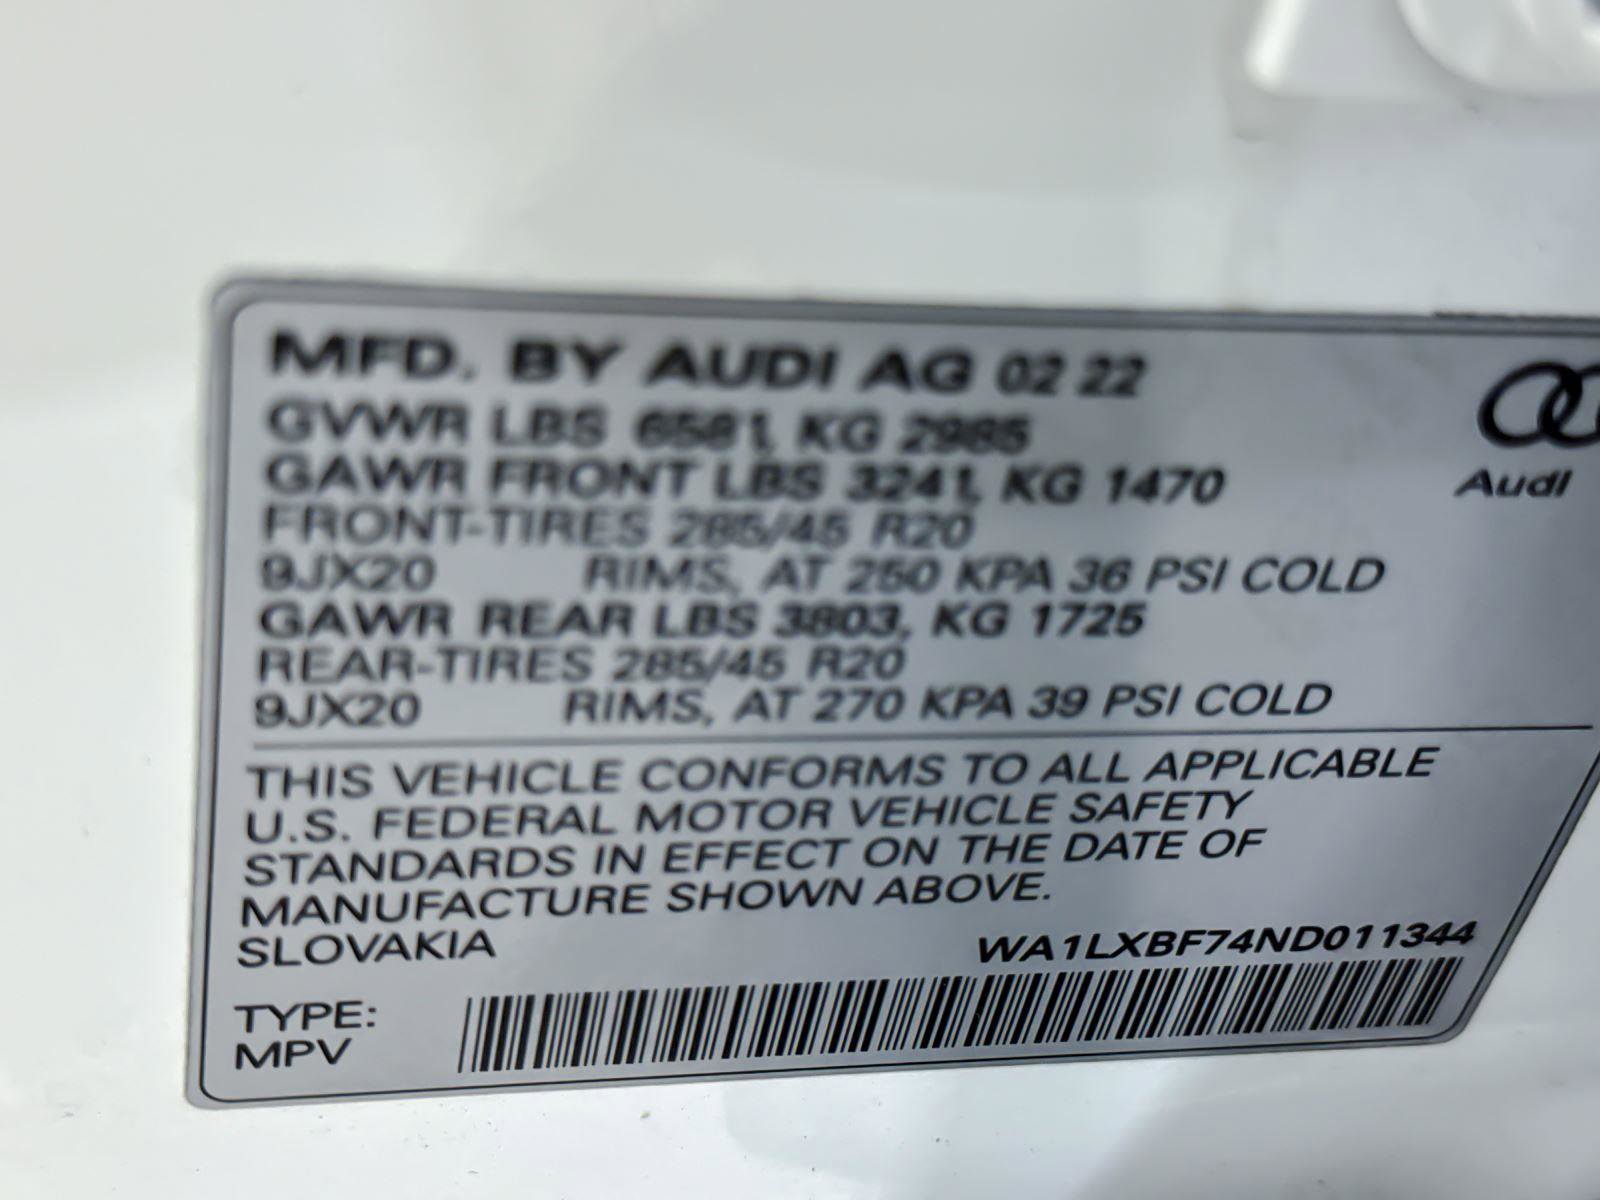 MFD. BY AUDI AG 02 22
GVWR LBS 6581, KG 2985
GAWR FRONT LBS 3241, KG 1470
FRONT-TIRES 285/45 R20
9JX20 RIMS, AT 250 KPA 36 PSI COLD
GAWR REAR LBS 3803, KG 1725
REAR-TIRES 285/45 R20
9JX20 RIMS, AT 270 KPA 39 PSI COLD
Audi
THIS VEHICLE CONFORMS TO ALL APPLICABLE
U.S. FEDERAL MOTOR VEHICLE SAFETY
STANDARDS IN EFFECT ON THE DATE OF
MANUFACTURE SHOWN ABOVE.
SLOVAKIA
WA1LXBF74ND011344
TYPE:
MPV